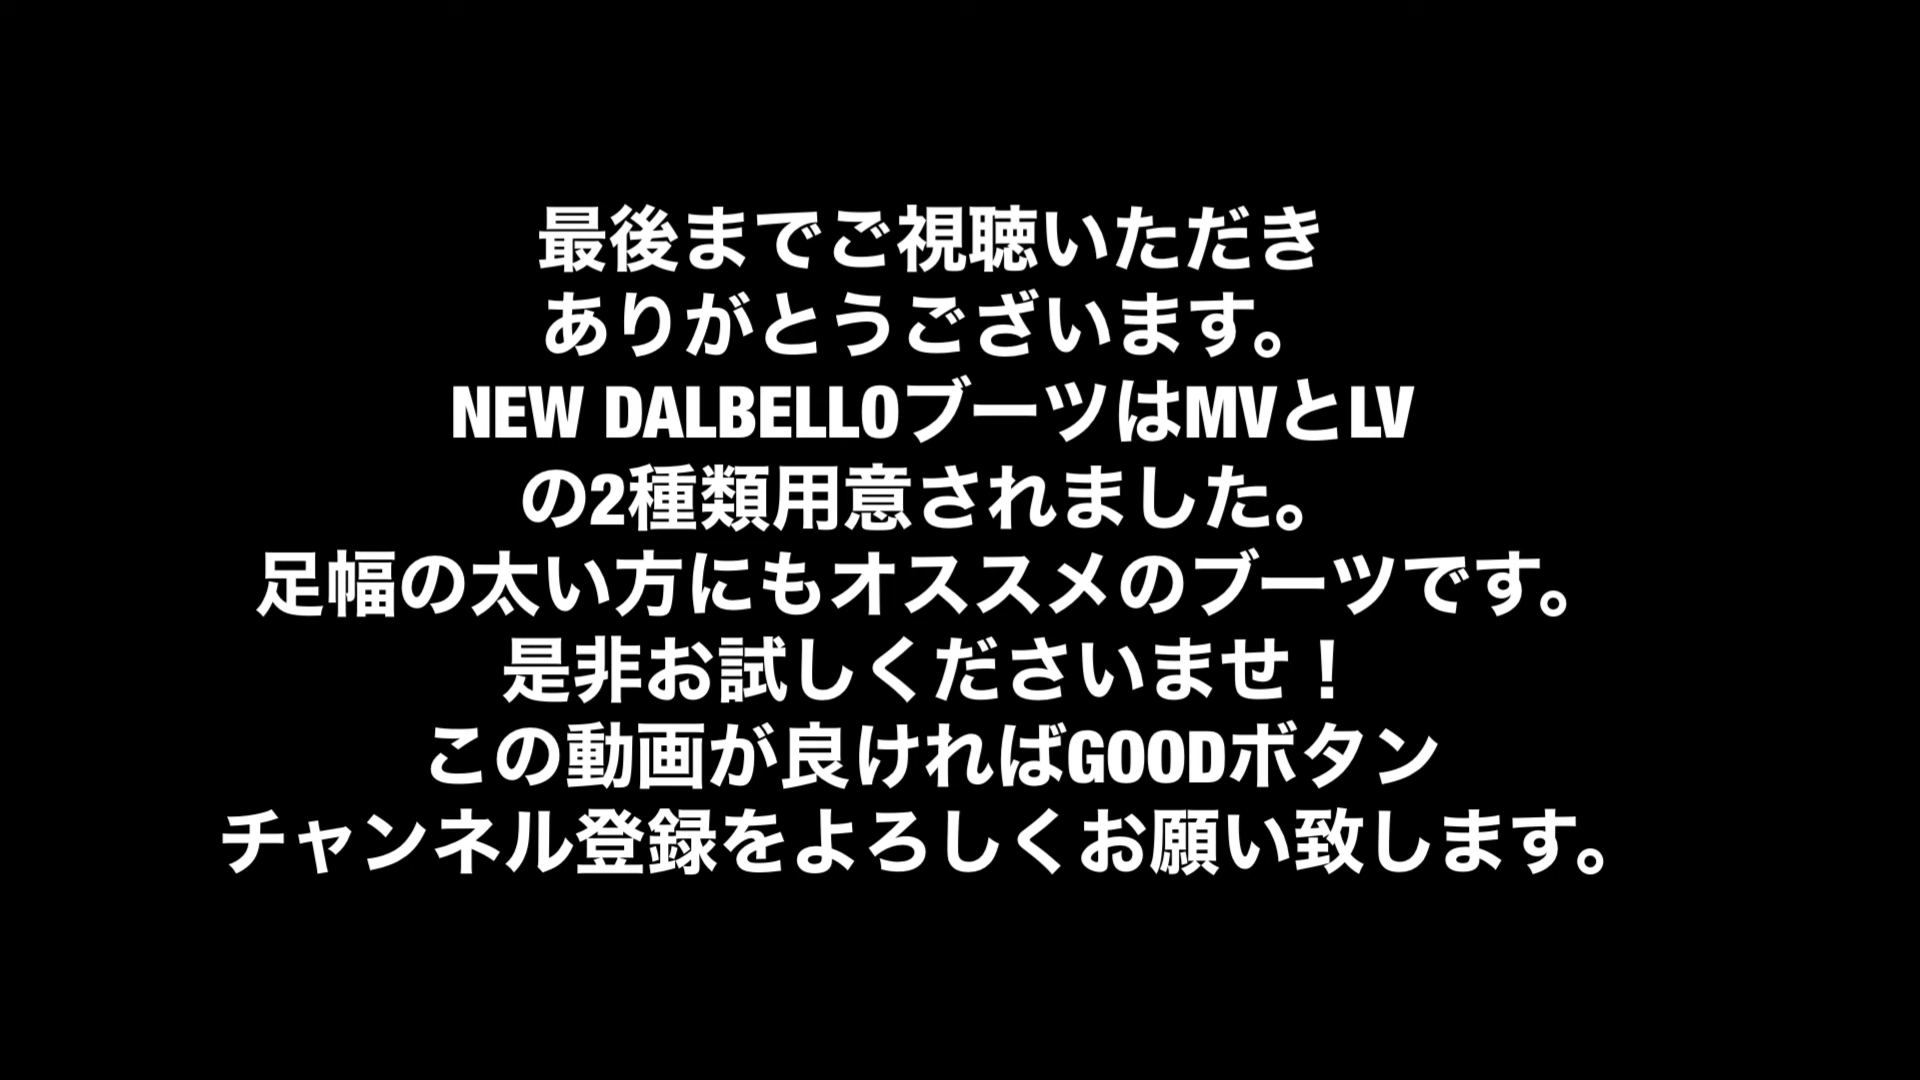 最後までご視聴いただき
ありがとうございます。
NEW DALBELLOブーツはMVとLV
の2種類用意されました。
足幅の太い方にもオススメのブーツです。
是非お試しくださいませ！
この動画が良ければGOODボタン
チャンネル登録をよろしくお願い致します。